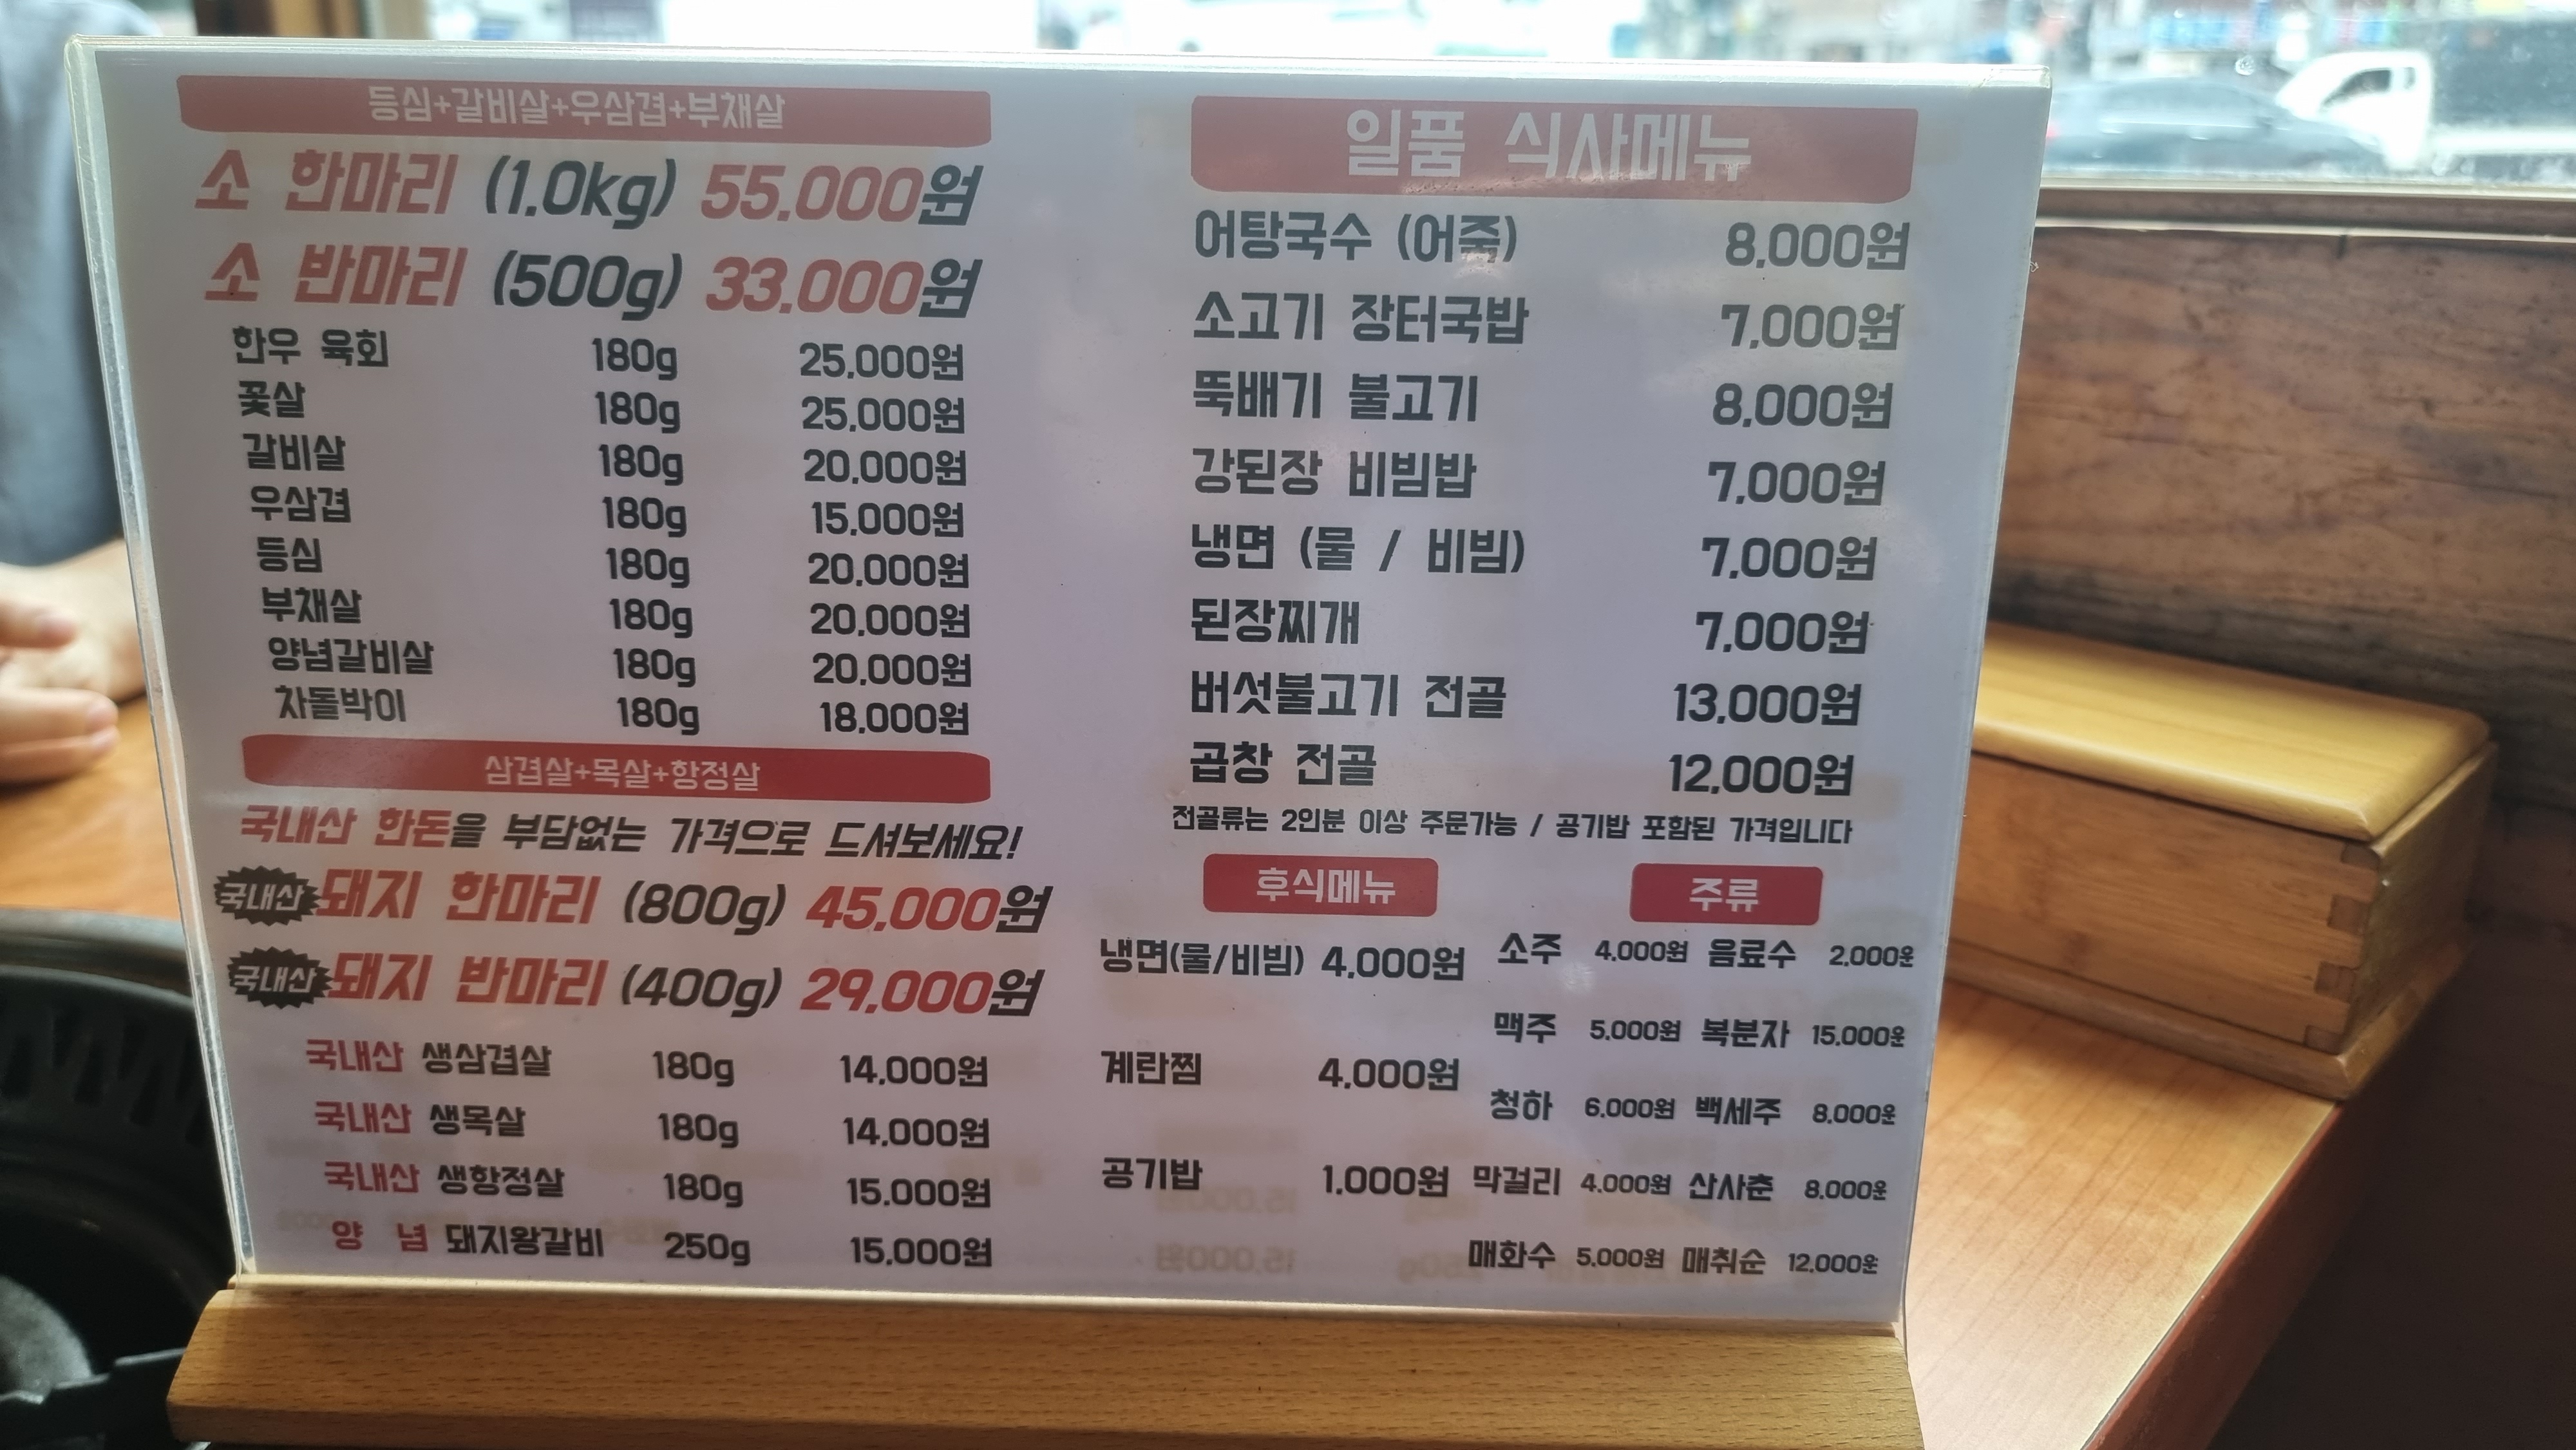 등심+갈비살+우삼겹+부채살
소 한마리 (1.0kg) 55,000원
소 반마리 (500g) 33,000원
한우 육회 180g 25,000원
꽃살 180g 25,000원
갈비살 180g 20,000원
우삼겹 180g 15,000원
등심 180g 20,000원
부채살 180g 20,000원
양념갈비살 180g 20,000원
차돌박이 180g 18,000원
삼겹살+목살+항정살
국내산 한돈을 부담없는 가격으로 드셔보세요!
국내산 돼지 한마리 (800g) 45,000원
국내산 돼지 반마리 (400g) 29,000원
국내산 생삼겹살 180g 14,000원
국내산 생목살 180g 14,000원
국내산 생항정살 180g 15,000원
양 념 돼지왕갈비 250g 15,000원
일품 식사메뉴
어탕국수 (어죽) 8,000원
소고기 장터국밥 7,000원
뚝배기 불고기 8,000원
강된장 비빔밥 7,000원
냉면 (물 / 비빔) 7,000원
된장찌개 7,000원
버섯불고기 전골 13,000원
곱창 전골 12,000원
전골류는 2인분 이상 주문가능 / 공기밥 포함된 가격입니다
후식메뉴
냉면(물/비빔) 4,000원
계란찜 4,000원
공기밥 1,000원
주류
소주 4,000원 음료수 2,000원
맥주 5,000원 복분자 15,000원
청하 6,000원 백세주 8,000원
막걸리 4,000원 산사춘 8,000원
매화수 5,000원 매취순 12,000원